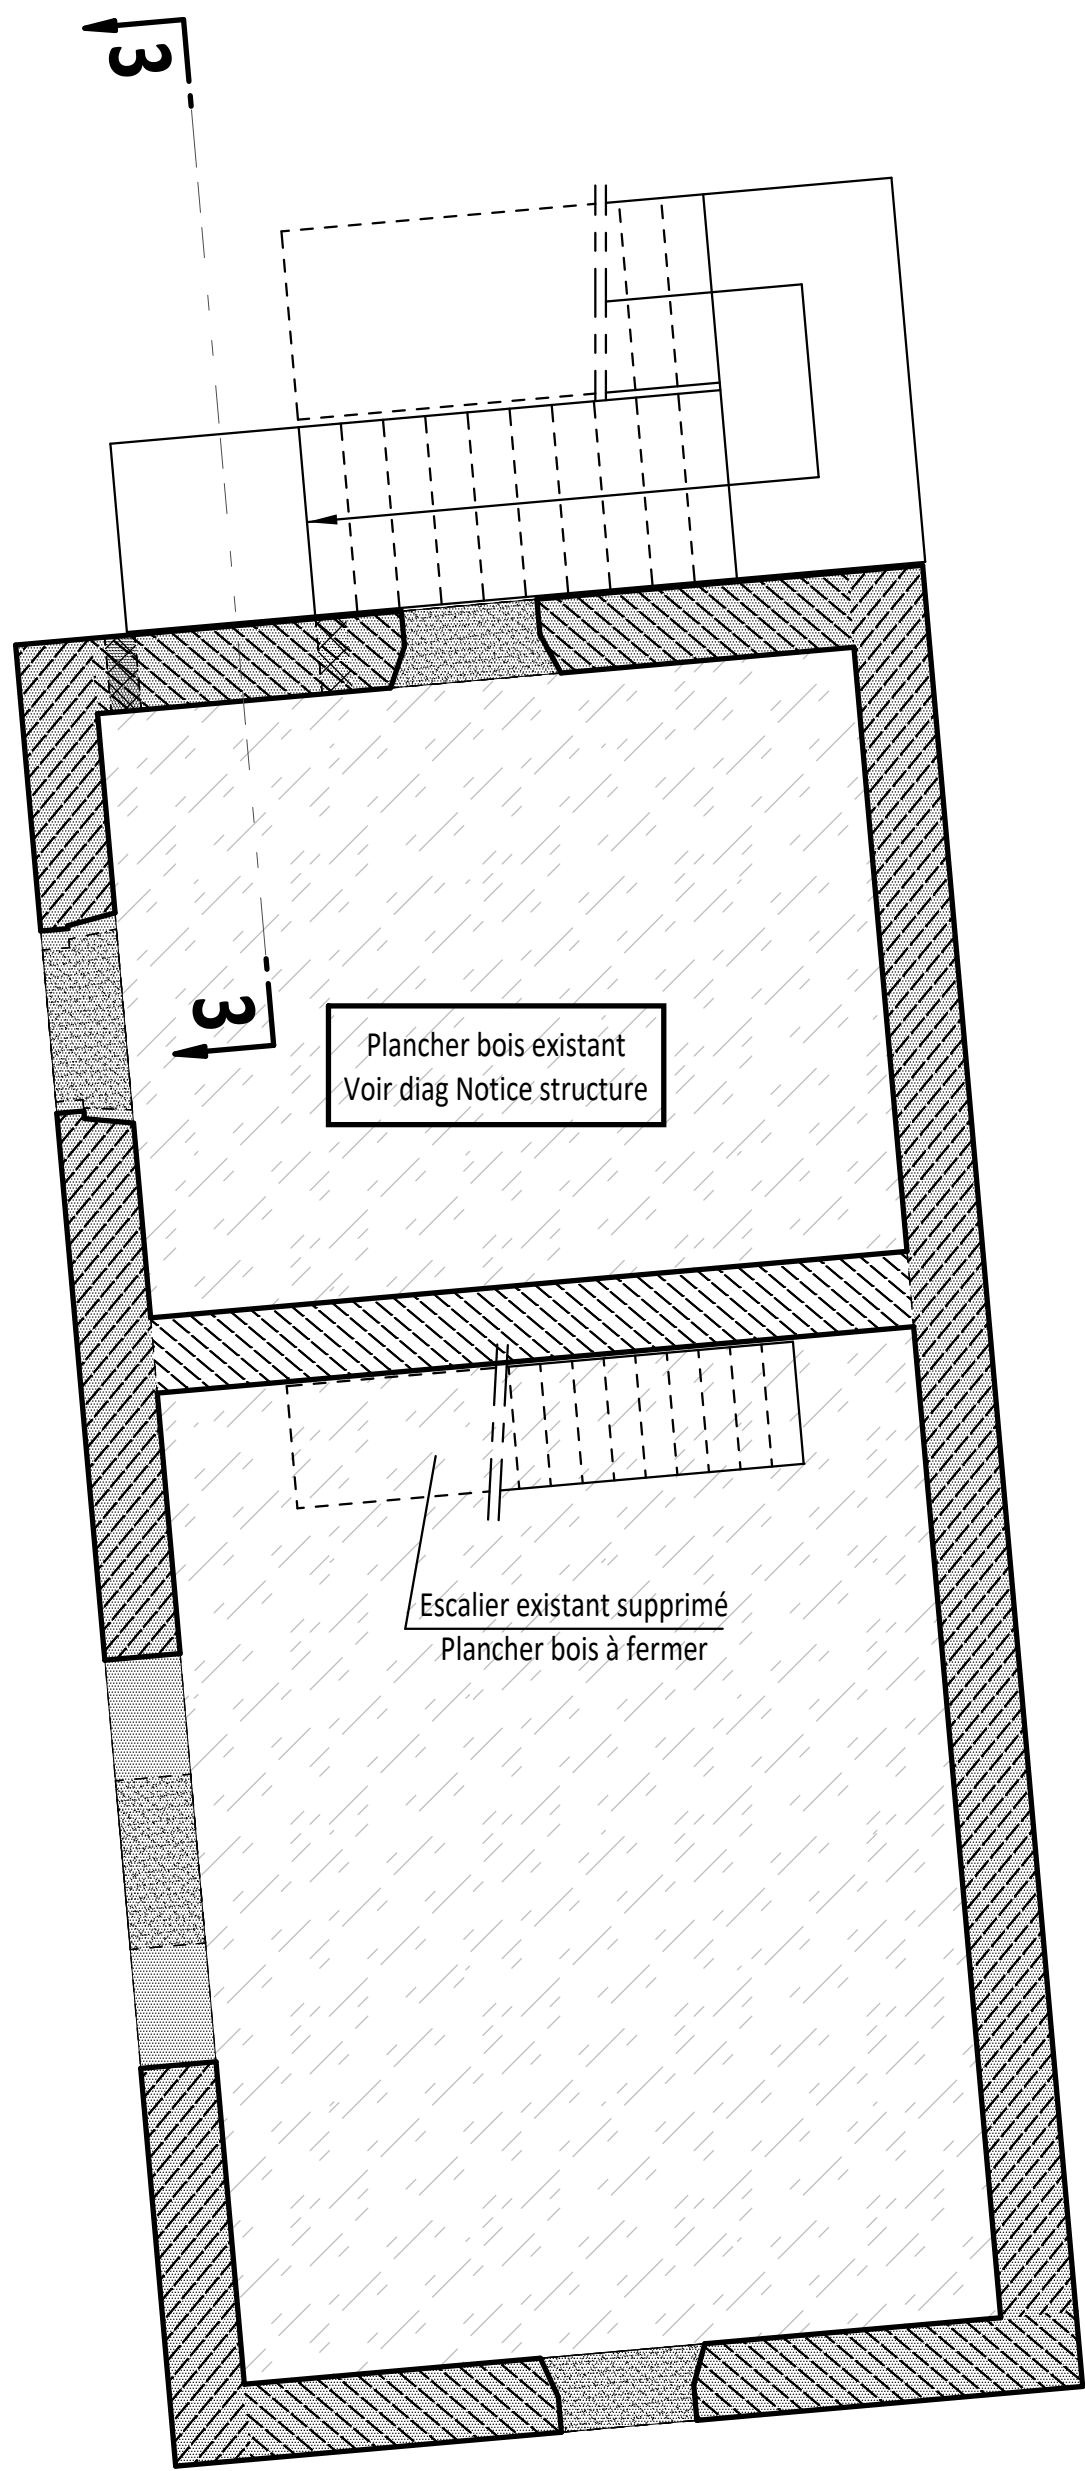 3
3
Plancher bois existant
Voir diag Notice structure
Escalier existant supprimé
Plancher bois à fermer